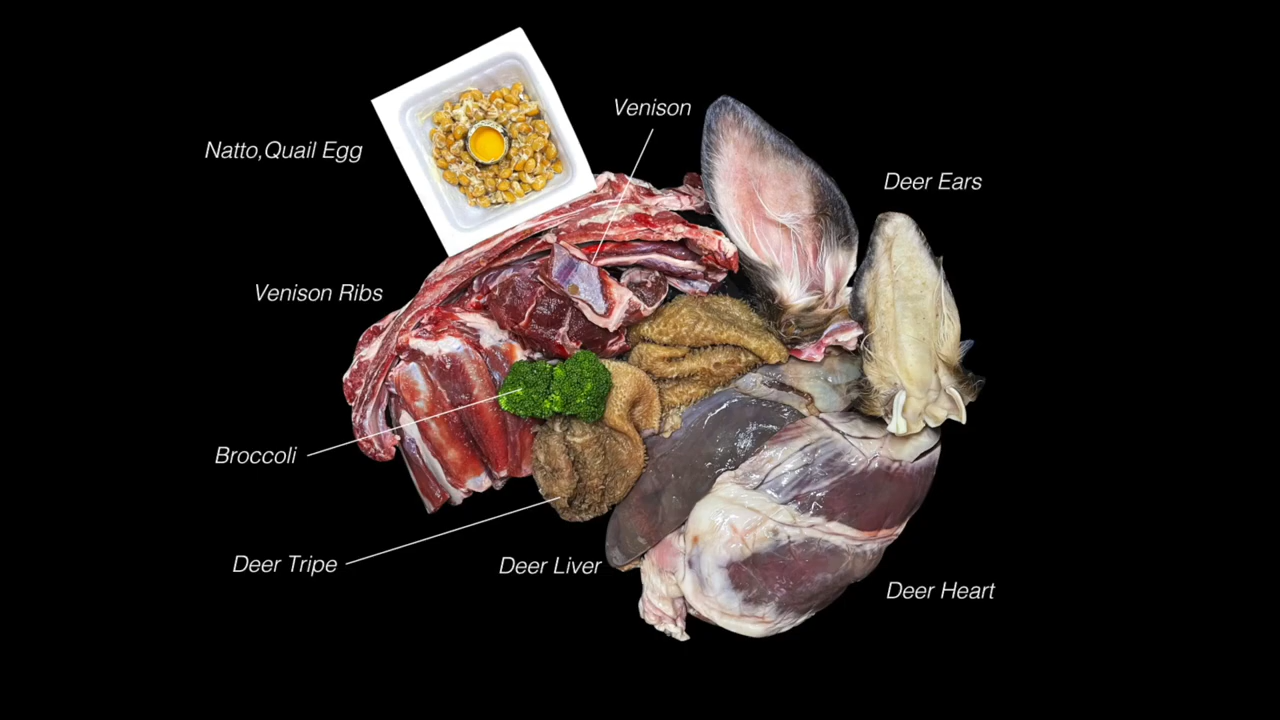 Venison
Natto,Quail Egg
Deer Ears
Venison Ribs
Broccoli
Deer Tripe
Deer Liver
Deer Heart